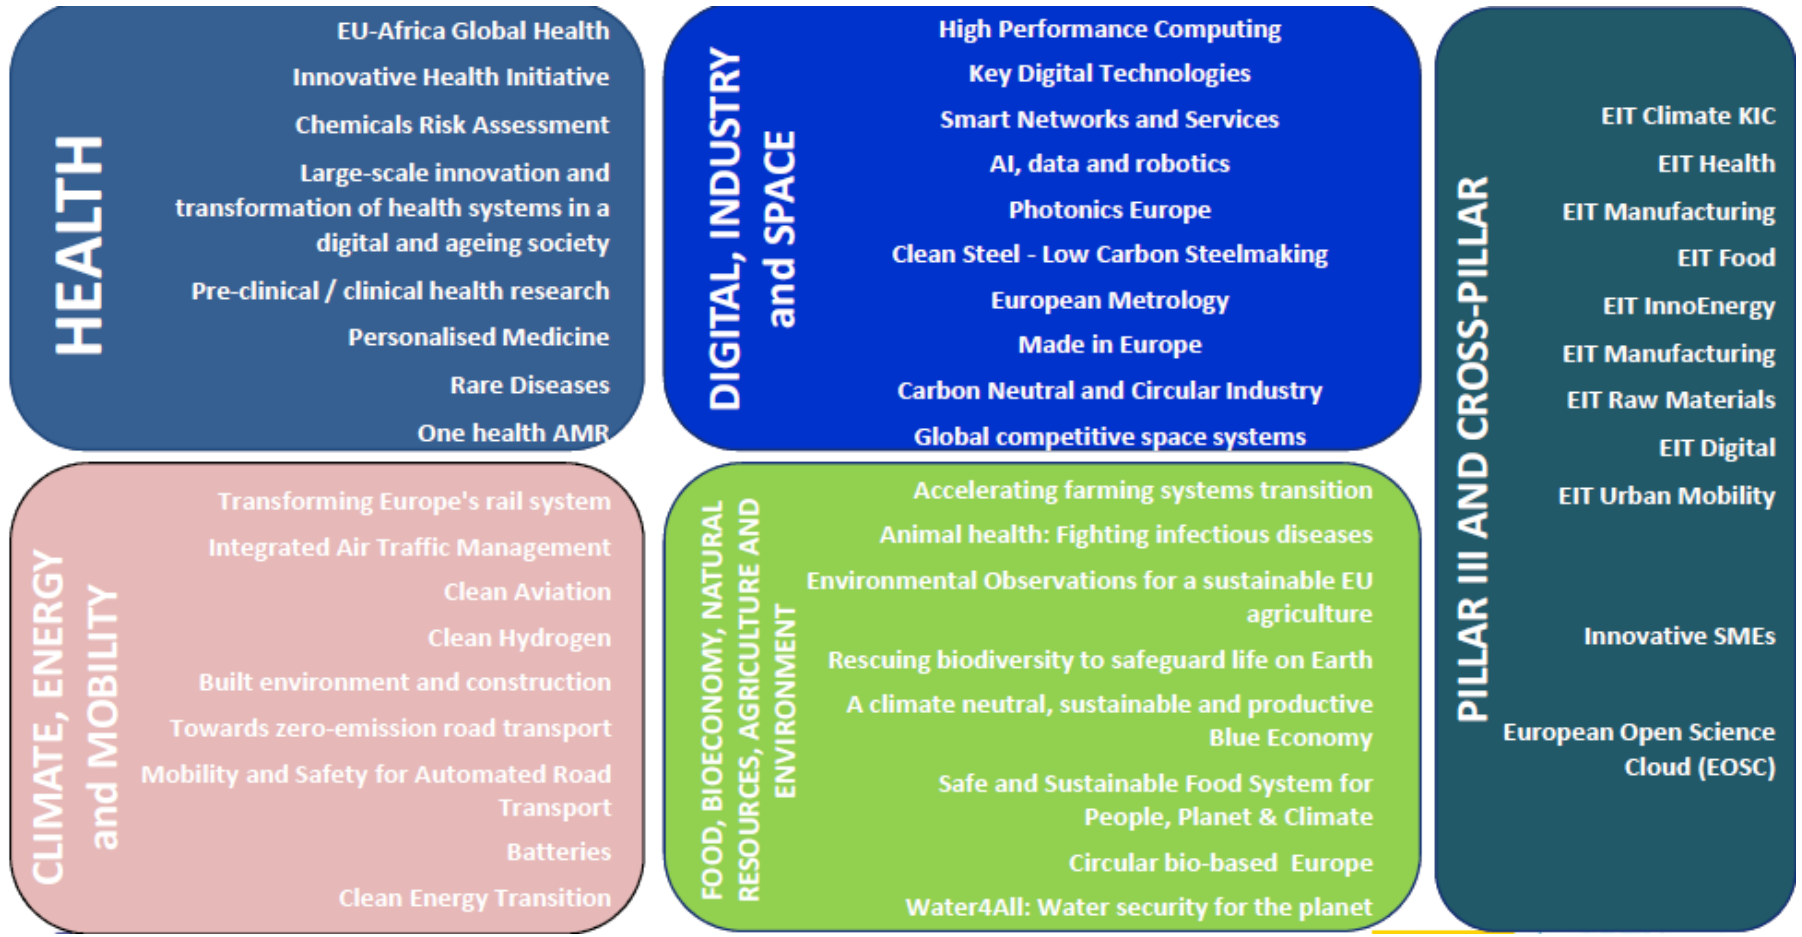 HEALTH
EU-Africa Global Health
Innovative Health Initiative
Chemicals Risk Assessment
Large-scale innovation and
transformation of health systems in a
digital and ageing society
Pre-clinical / clinical health research
Personalised Medicine
Rare Diseases
One health AMR
DIGITAL, INDUSTRY
and SPACE
High Performance Computing
Key Digital Technologies
Smart Networks and Services
AI, data and robotics
Photonics Europe
Clean Steel - Low Carbon Steelmaking
European Metrology
Made in Europe
Carbon Neutral and Circular Industry
Global competitive space systems
CLIMATE, ENERGY
and MOBILITY
Transforming Europe's rail system
Integrated Air Traffic Management
Clean Aviation
Clean Hydrogen
Built environment and construction
Towards zero-emission road transport
Mobility and Safety for Automated Road
Transport
Batteries
Clean Energy Transition
FOOD, BIOECONOMY, NATURAL
RESOURCES, AGRICULTURE AND
ENVIRONMENT
Accelerating farming systems transition
Animal health: Fighting infectious diseases
Environmental Observations for a sustainable EU
agriculture
Rescuing biodiversity to safeguard life on Earth
A climate neutral, sustainable and productive
Blue Economy
Safe and Sustainable Food System for
People, Planet & Climate
Circular bio-based Europe
Water4All: Water security for the planet
PILLAR III AND CROSS-PILLAR
EIT Climate KIC
EIT Health
EIT Manufacturing
EIT Food
EIT InnoEnergy
EIT Manufacturing
EIT Raw Materials
EIT Digital
EIT Urban Mobility
Innovative SMEs
European Open Science
Cloud (EOSC)